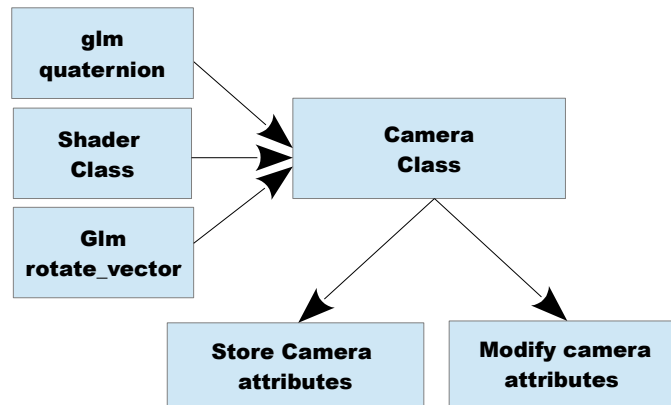 glm
quaternion
Shader
Class
Glm
rotate_vector
Camera
Class
Store Camera
attributes
Modify camera
attributes